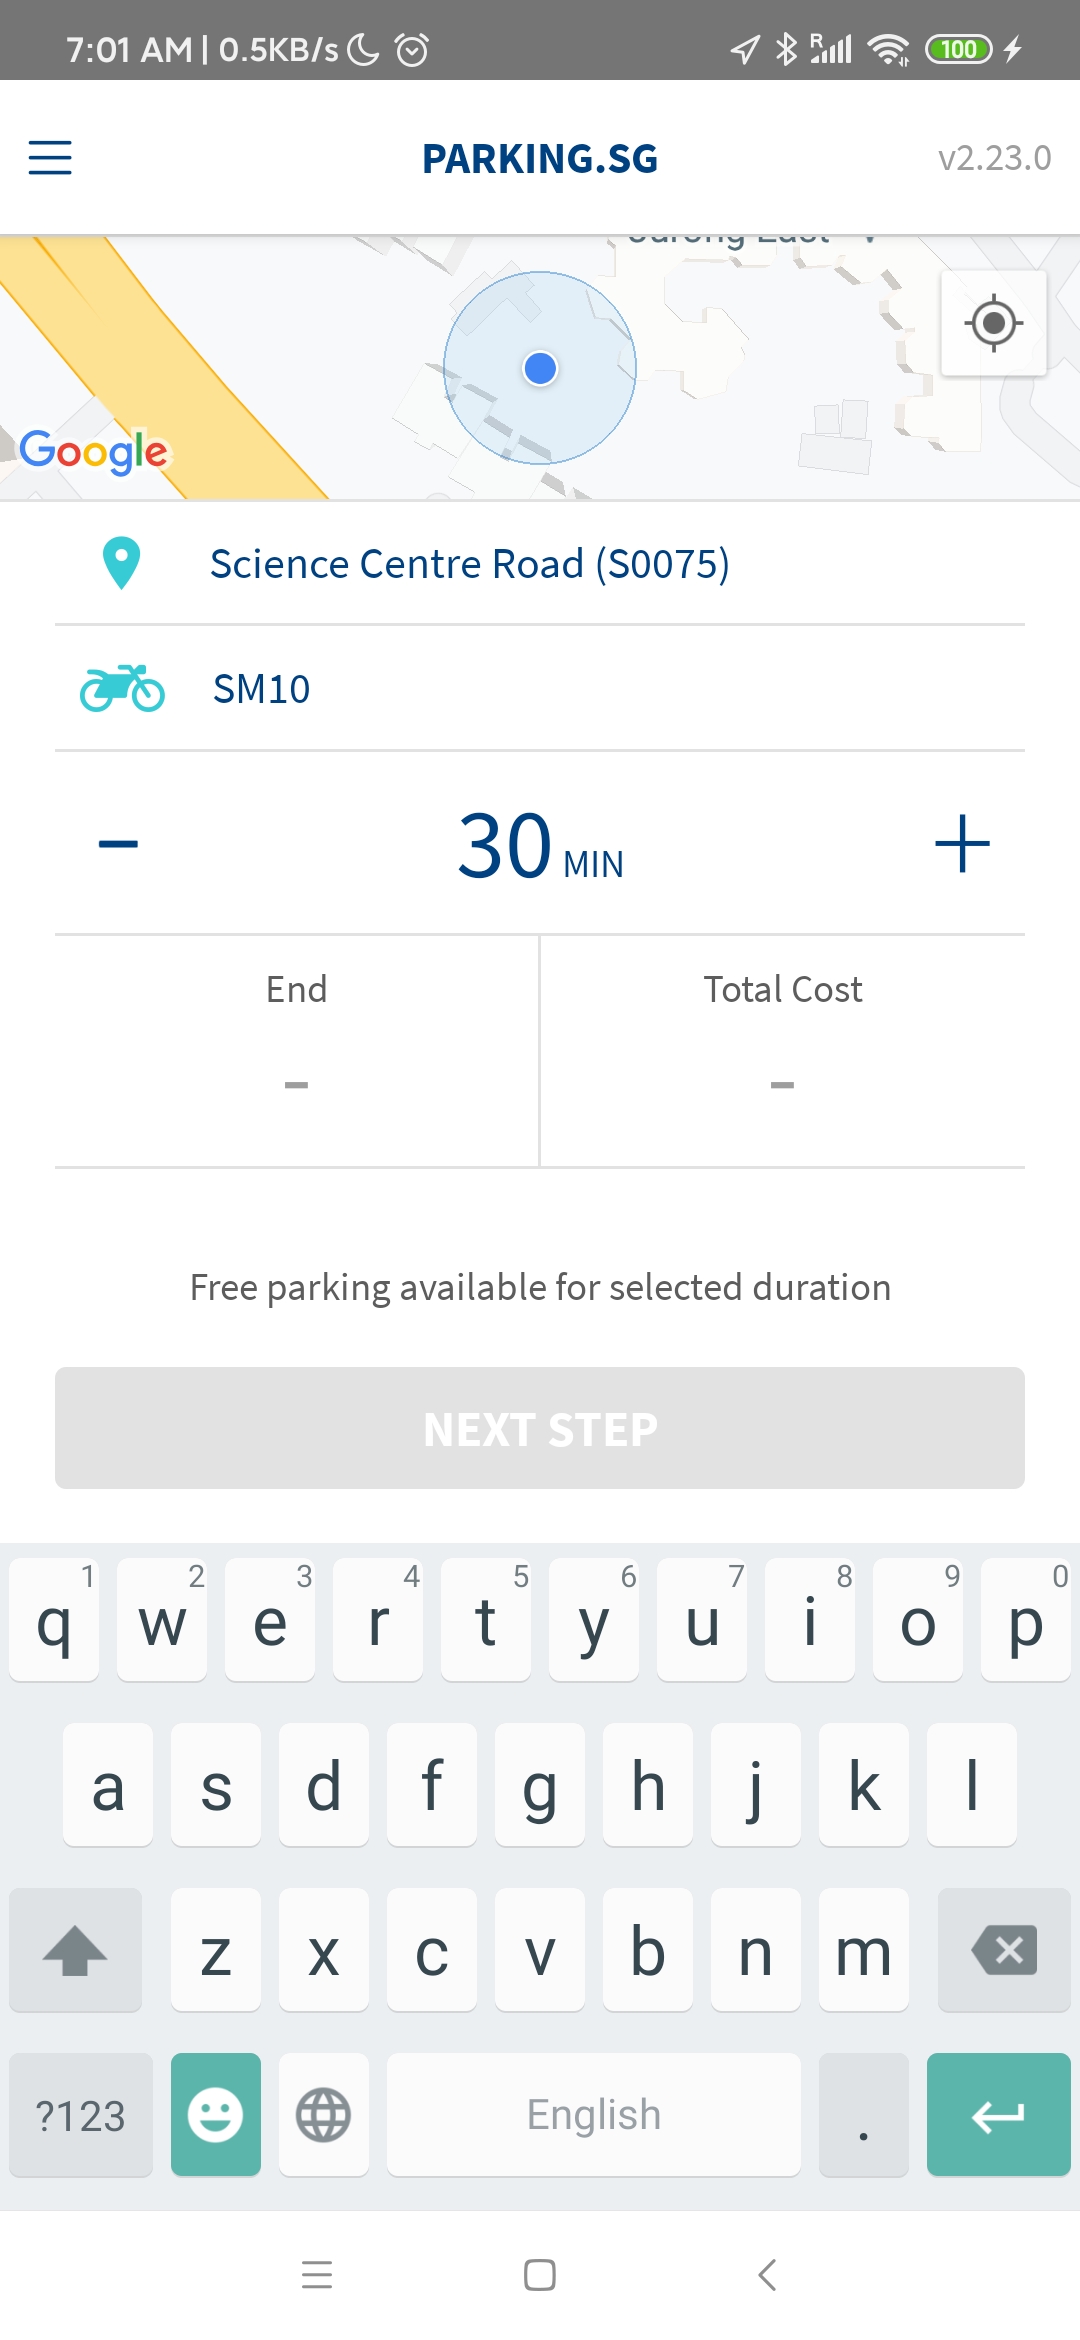 7:01 AM | 0.5KB/s
R
100
PARKING.SG
v2.23.0
Jurong East
Google
Science Centre Road (S0075)
SM10
30 MIN
End
Total Cost
-
-
Free parking available for selected duration
NEXT STEP
1 2 3 4 5 6 7 8 9 0
q w e r t y u i o p
a s d f g h j k l
z x c v b n m
?123
English
.